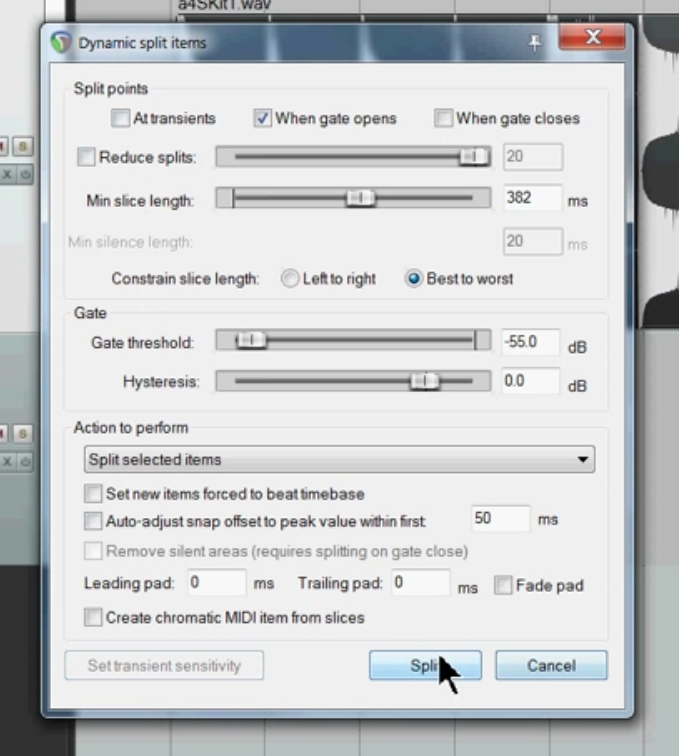 a4SKit1.wav
Dynamic split items
Split points
At transients When gate opens When gate closes
Reduce splits: 20
Min slice length: 382 ms
Min silence length: 20 ms
Constrain slice length: Left to right Best to worst
Gate
Gate threshold: -55.0 dB
Hysteresis: 0.0 dB
Action to perform
Split selected items
Set new items forced to beat timebase
Auto-adjust snap offset to peak value within first: 50 ms
Remove silent areas (requires splitting on gate close)
Leading pad: 0 ms Trailing pad: 0 ms Fade pad
Create chromatic MIDI item from slices
Set transient sensitivity Split Cancel
S
X
S
X